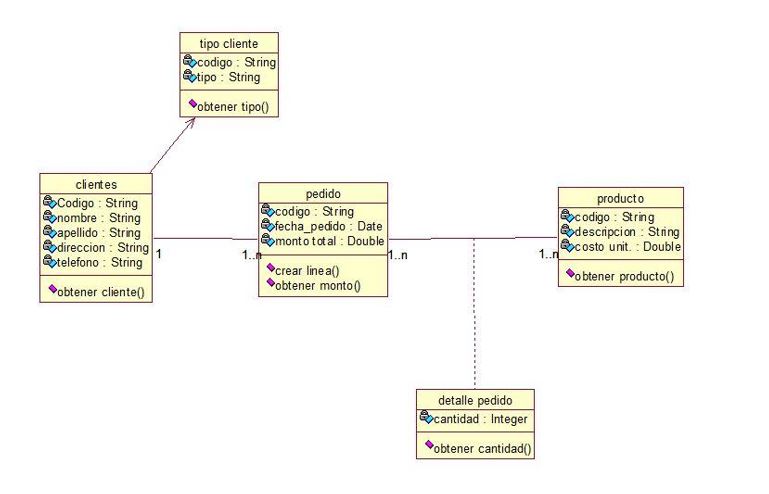 tipo cliente
codigo : String
tipo : String
obtener tipo()
clientes
Codigo : String
nombre : String
apellido : String
direccion : String
telefono : String
obtener cliente()
1
1..n
pedido
codigo : String
fecha_pedido : Date
monto total : Double
crear linea()
obtener monto()
1..n
1..n
producto
codigo : String
descripcion : String
costo unit. : Double
obtener producto()
detalle pedido
cantidad : Integer
obtener cantidad()